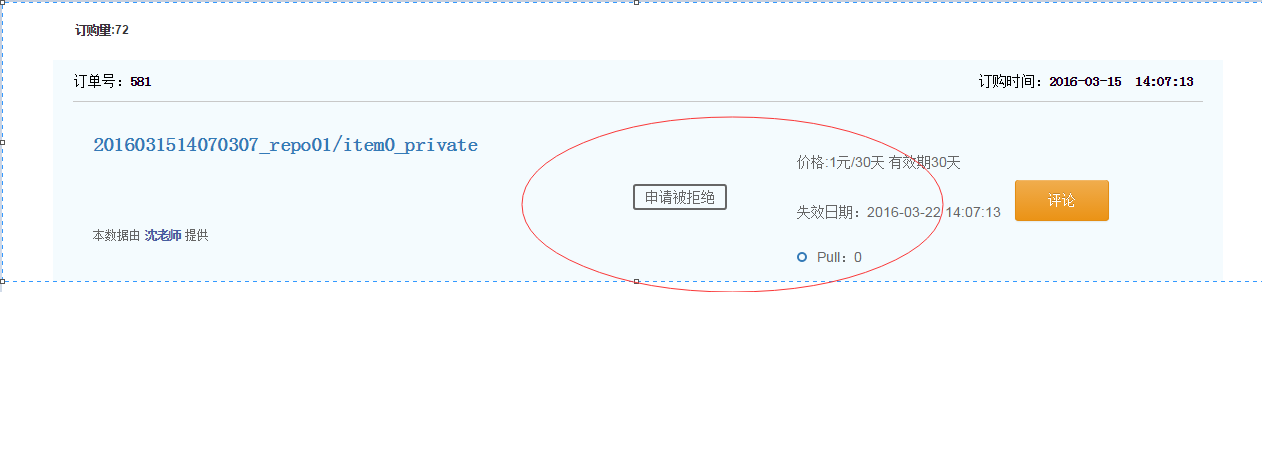 订购量:72
订单号：581 订购时间：2016-03-15 14:07:13
2016031514070307_repo01/item0_private
价格:1元/30天 有效期30天
申请被拒绝
失效日期：2016-03-22 14:07:13
评论
本数据由 沈老师 提供
Pull：0